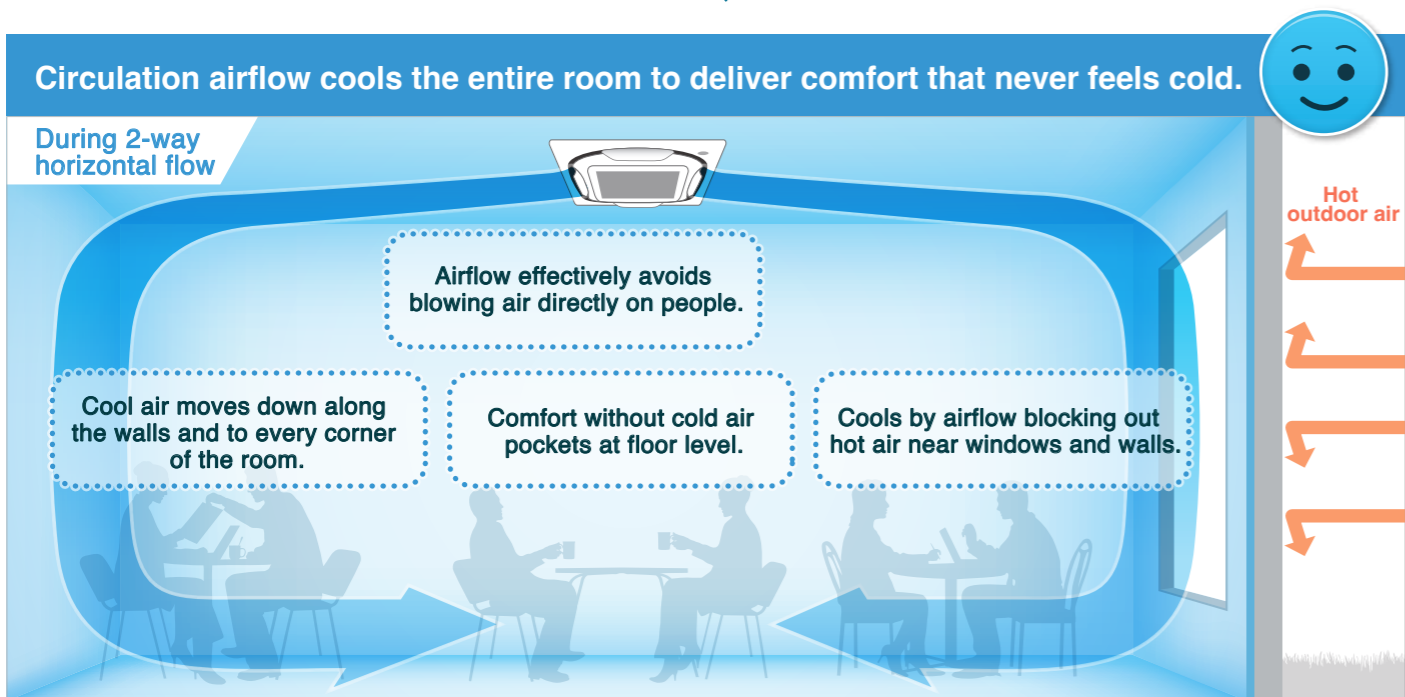 Circulation airflow cools the entire room to deliver comfort that never feels cold.
During 2-way
horizontal flow
Hot
outdoor air
Airflow effectively avoids
blowing air directly on people.
Cool air moves down along
the walls and to every corner
of the room.
Comfort without cold air
pockets at floor level.
Cools by airflow blocking out
hot air near windows and walls.